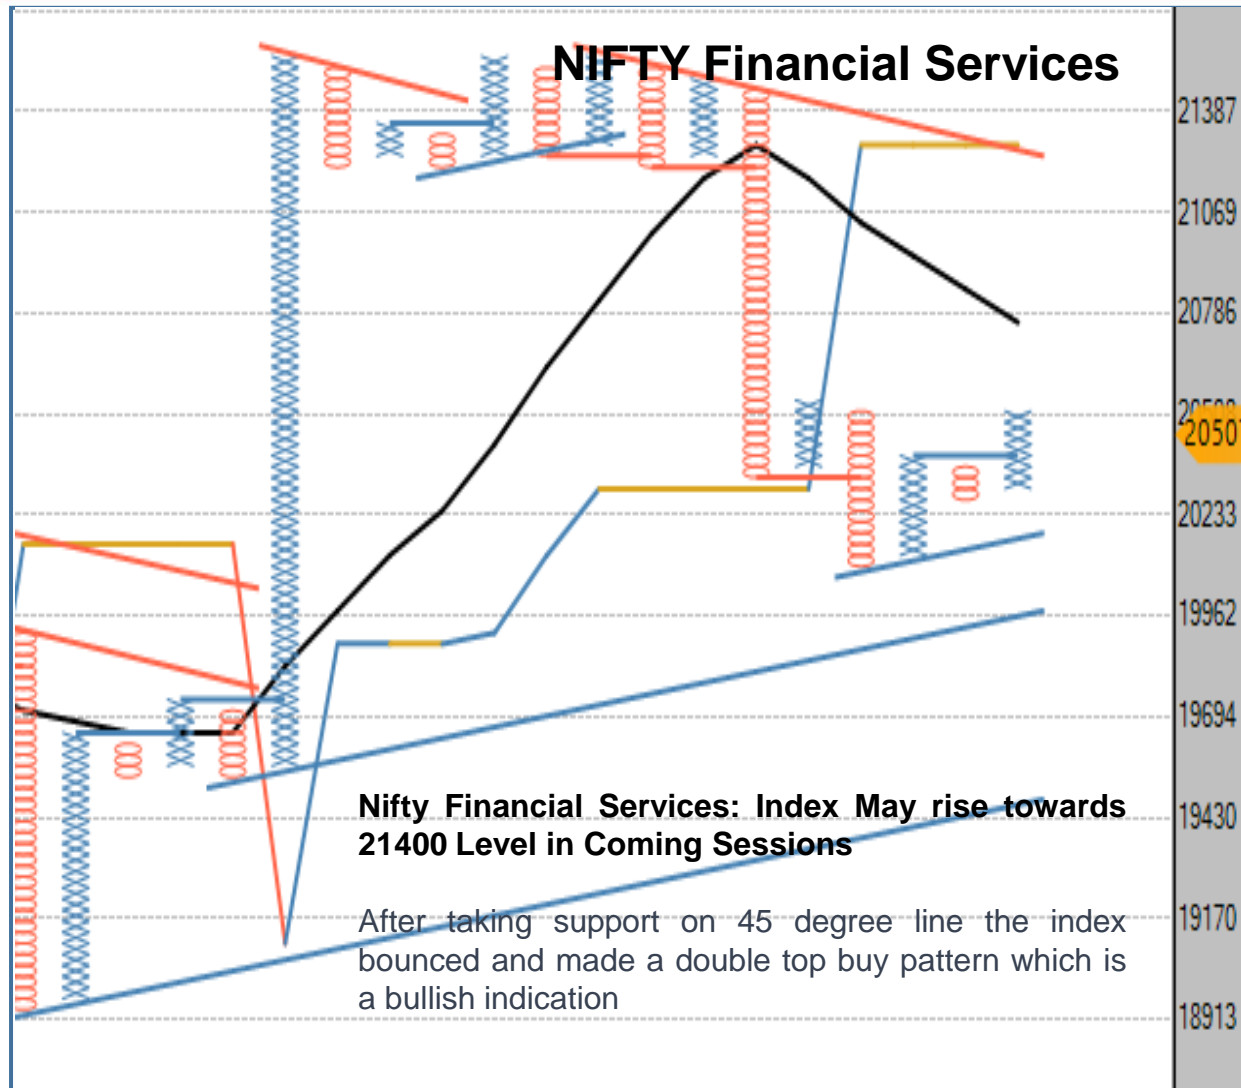 NIFTY Financial Services
21387
21069
20786
20507
20233
19962
19694
Nifty Financial Services: Index May rise towards
21400 Level in Coming Sessions
19430
After taking support on 45 degree line the index
bounced and made a double top buy pattern which is
a bullish indication
19170
18913